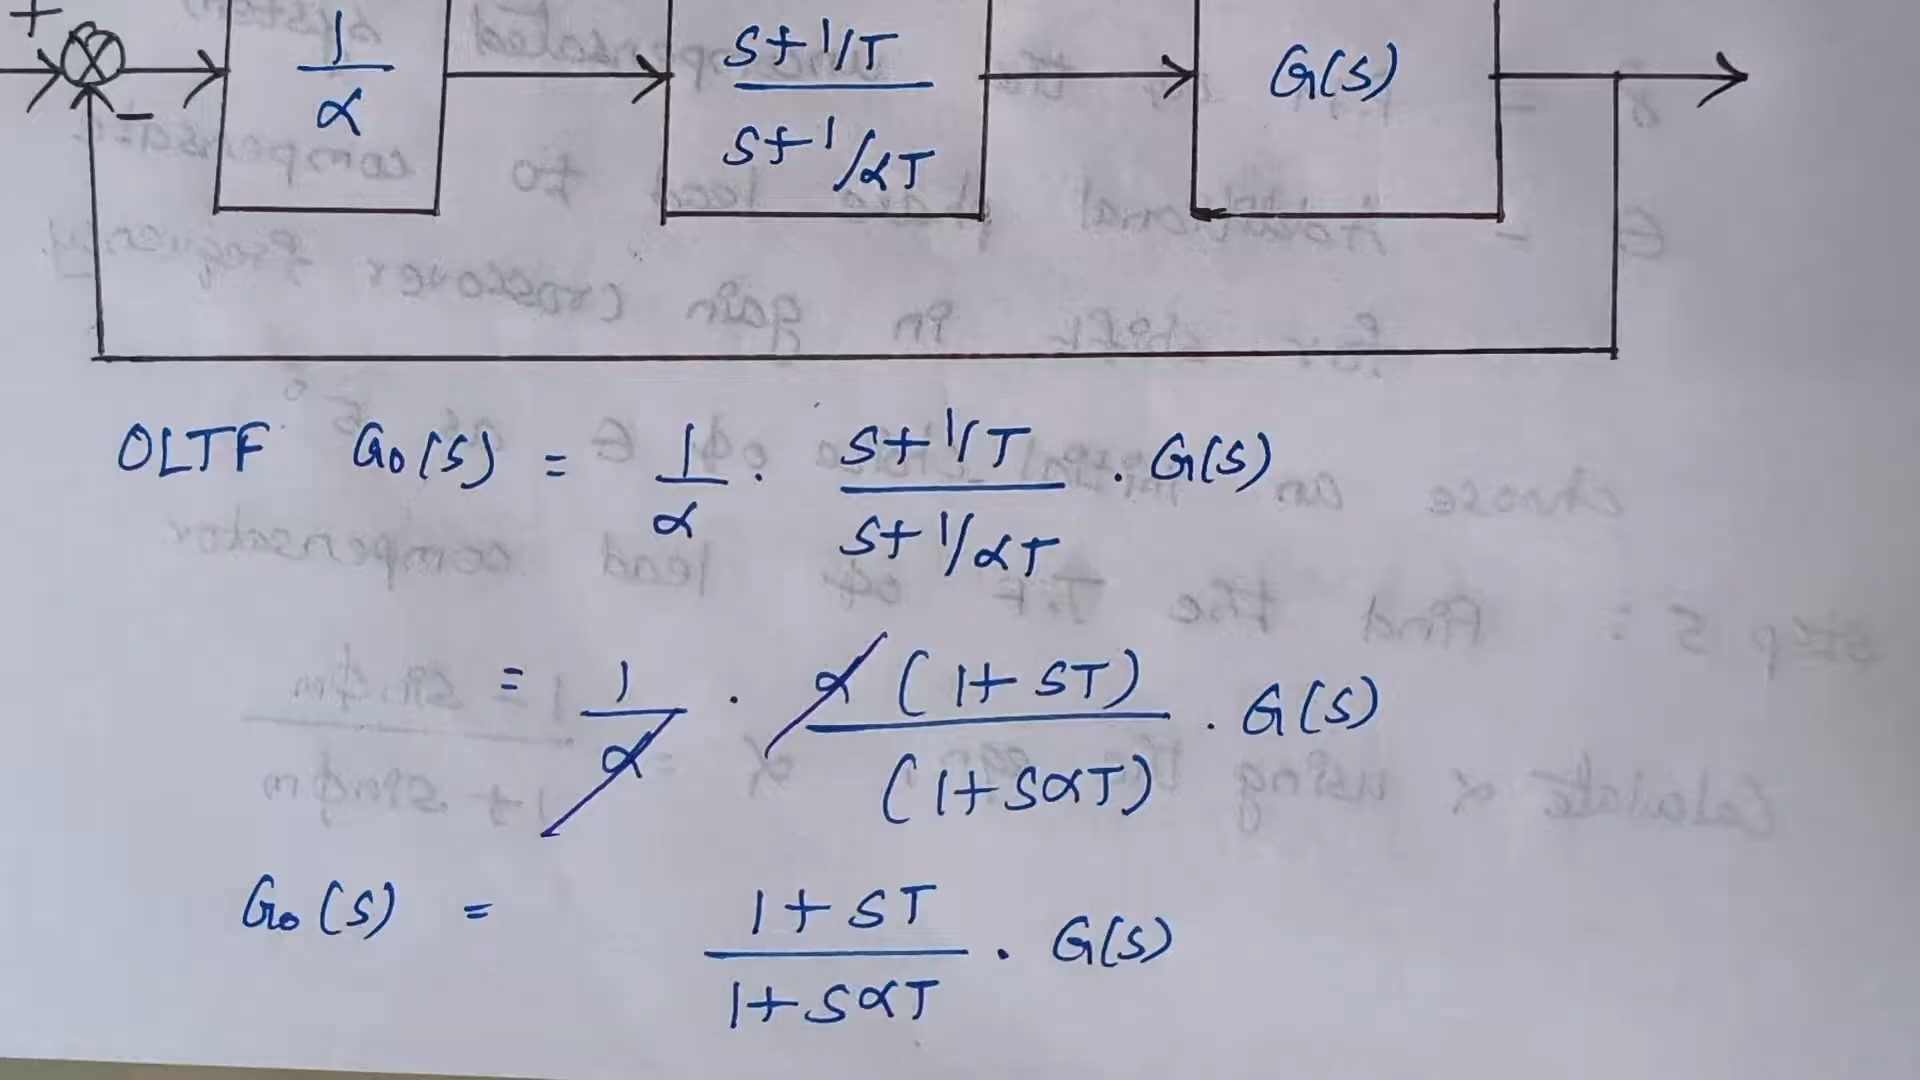 +
-
1/α
S+1/T
S+1/αT
G(S)
OLTF G₀(S) = 1/α . S+1/T / S+1/αT . G(S)
= 1/α . α(1+ST) / (1+SαT) . G(S)
G₀(S) = 1+ST / 1+SαT . G(S)